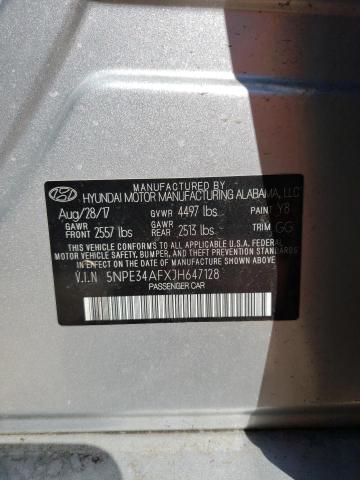 MANUFACTURED BY
HYUNDAI MOTOR MANUFACTURING ALABAMA, LLC
Aug/28/17 GVWR 4497 lbs PAINT Y8
GAWR FRONT 2557 lbs GAWR REAR 2513 lbs TRIM GG
THIS VEHICLE CONFORMS TO ALL APPLICABLE U.S.A. FEDERAL
MOTOR VEHICLE SAFETY, BUMPER, AND THEFT PREVENTION STANDARDS
IN EFFECT ON THE DATE OF MANUFACTURE SHOWN ABOVE.
V.I.N 5NPE34AFXJH647128
PASSENGER CAR